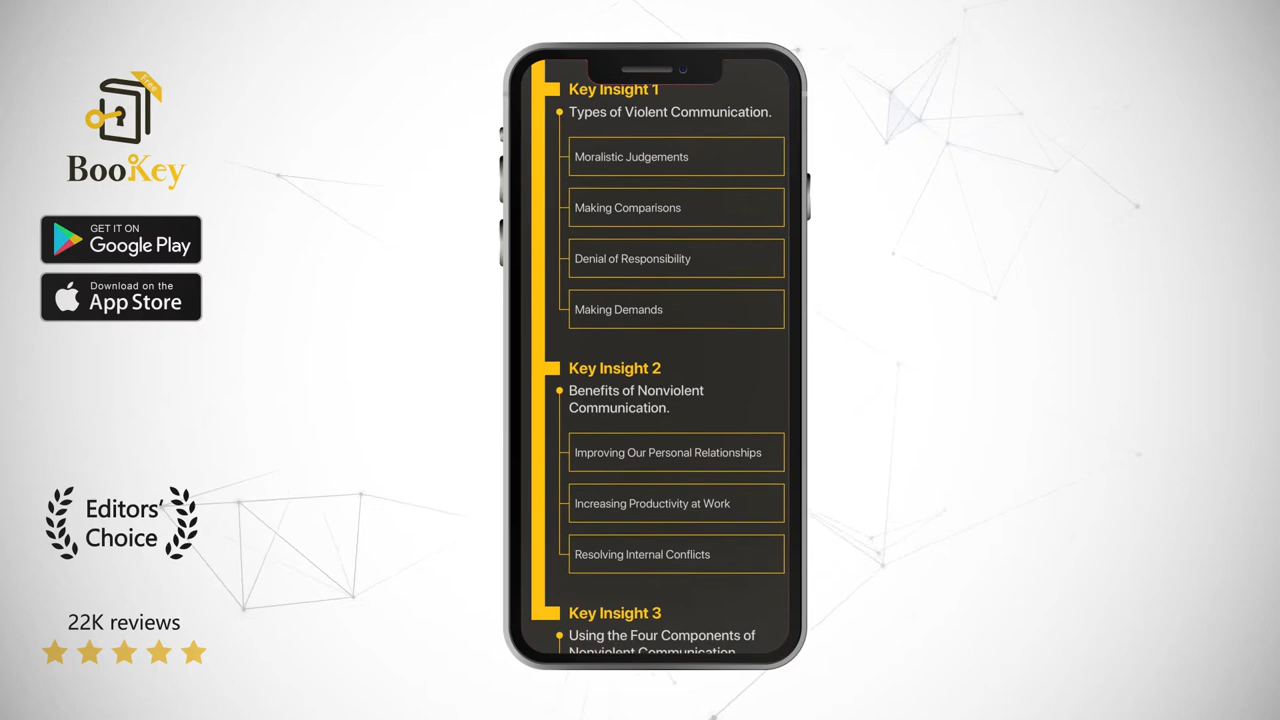 Free
BooKey
GET IT ON
Google Play
Download on the
App Store
Editors'
Choice
22K reviews
Key Insight 1
Types of Violent Communication.
Moralistic Judgements
Making Comparisons
Denial of Responsibility
Making Demands
Key Insight 2
Benefits of Nonviolent
Communication.
Improving Our Personal Relationships
Increasing Productivity at Work
Resolving Internal Conflicts
Key Insight 3
Using the Four Components of
Nonviolent Communication